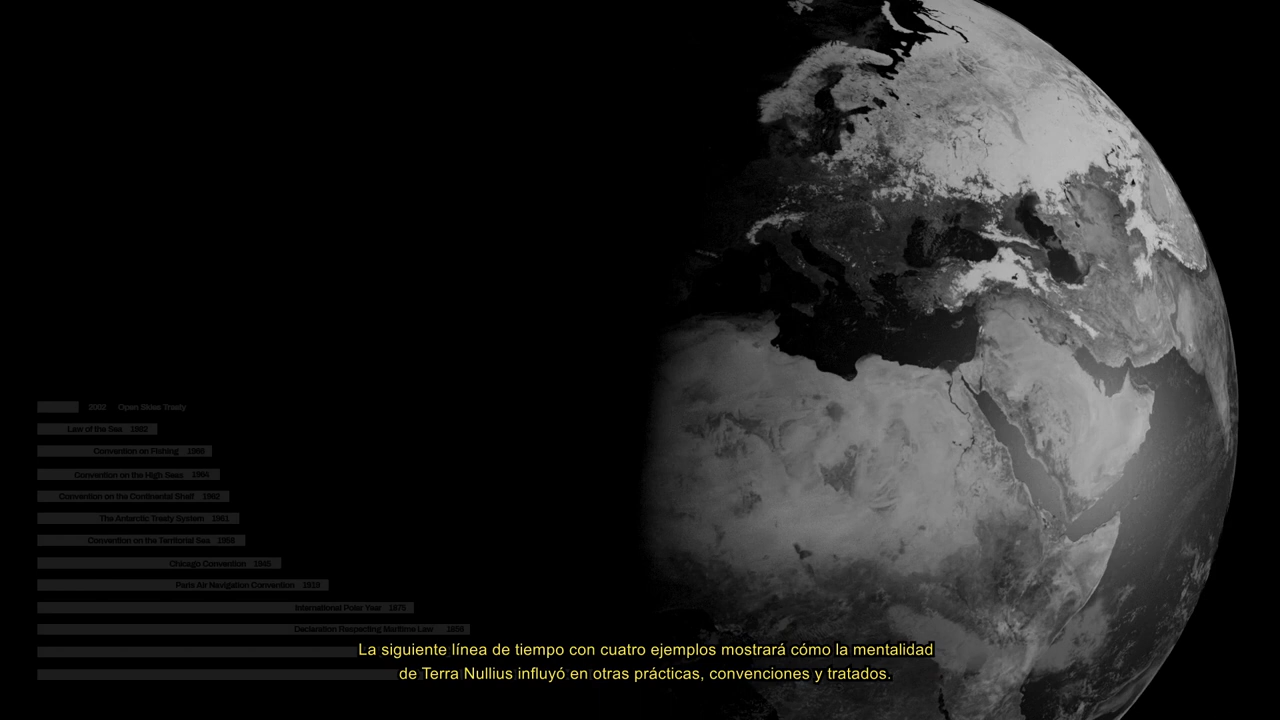 2002 Open Skies Treaty
Law of the Sea 1982
Convention on Fishing 1966
Convention on the High Seas 1964
Convention on the Continental Shelf 1962
The Antarctic Treaty System 1961
Convention on the Territorial Sea 1958
Chicago Convention 1945
Paris Air Navigation Convention 1919
International Polar Year 1875
Declaration Respecting Maritime Law 1856
La siguiente línea de tiempo con cuatro ejemplos mostrará cómo la mentalidad
de Terra Nullius influyó en otras prácticas, convenciones y tratados.